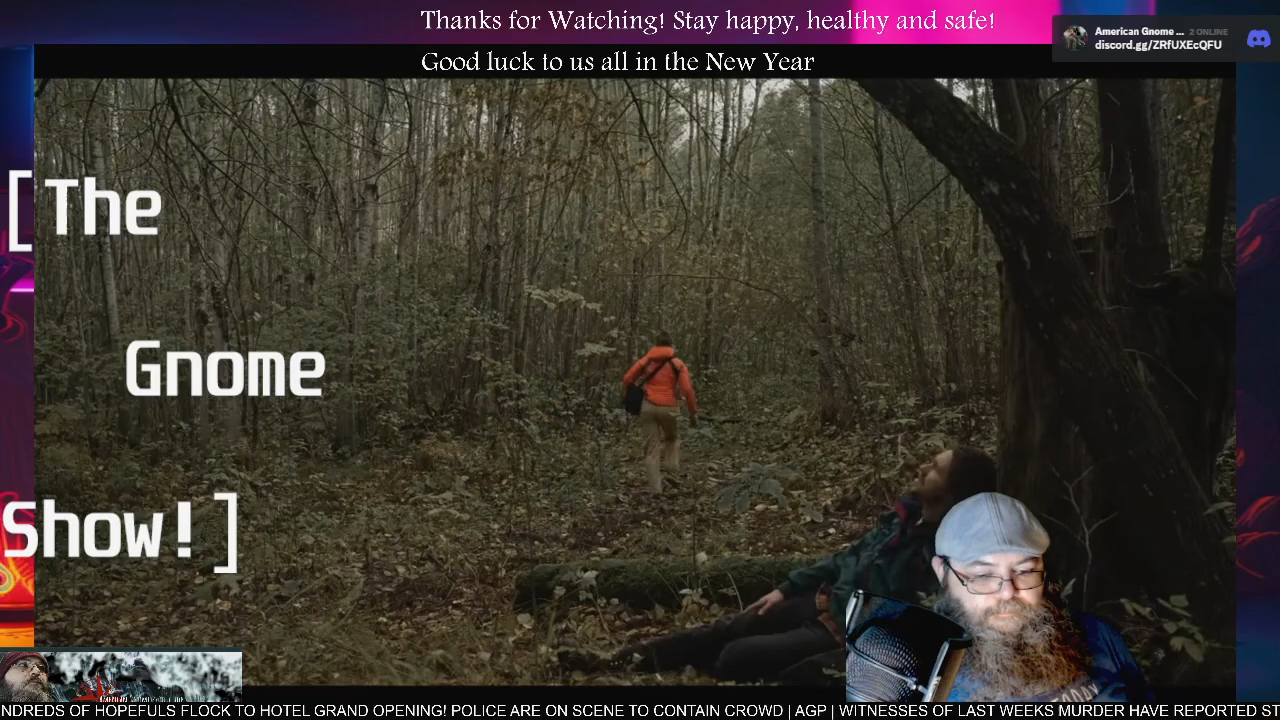 Thanks for Watching! Stay happy, healthy and safe!
American Gnome ... 2 ONLINE
discord.gg/ZRfUXEcQFU
Good luck to us all in the New Year
[The
Gnome
Show!]
NDREDS OF HOPEFULS FLOCK TO HOTEL GRAND OPENING! POLICE ARE ON SCENE TO CONTAIN CROWD | AGP | WITNESSES OF LAST WEEKS MURDER HAVE REPORTED ST